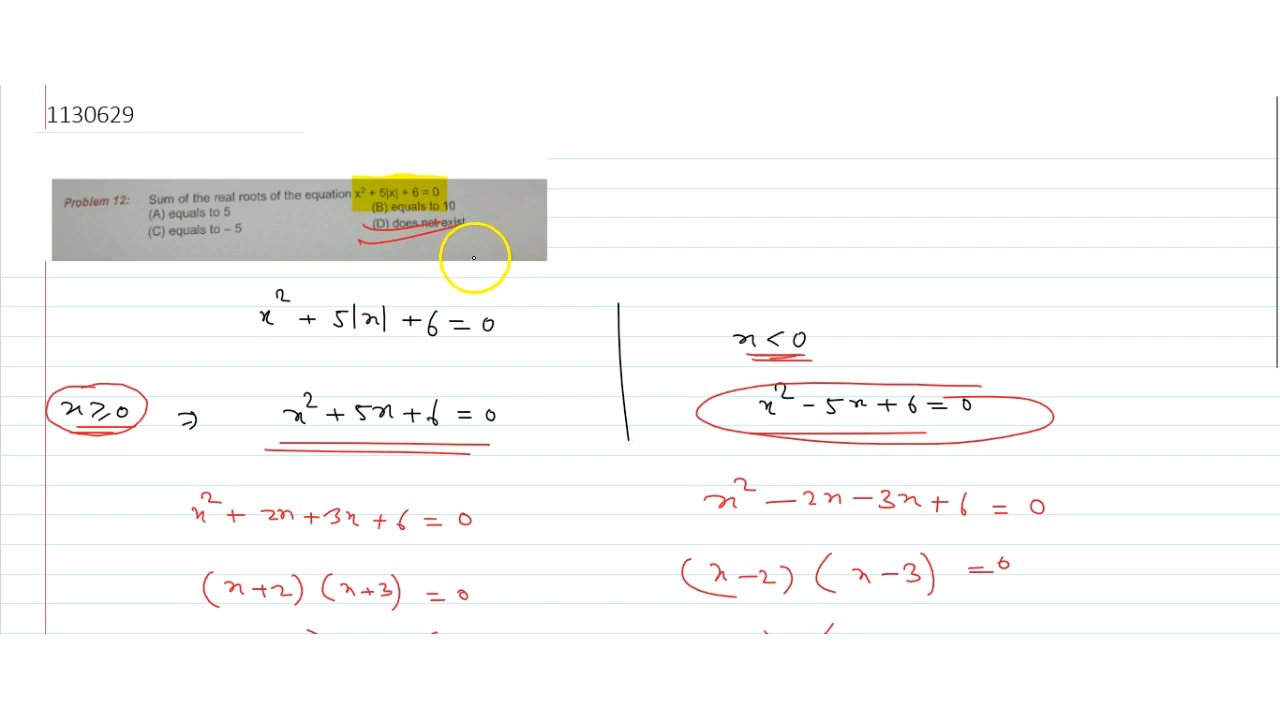 1130629
Problem 12: Sum of the real roots of the equation x² + 5|x| + 6 = 0
(A) equals to 5 (B) equals to 10
(C) equals to – 5 (D) does not exist
x² + 5|x| + 6 = 0
x ≥ 0 ⇒ x² + 5x + 6 = 0
x² + 2x + 3x + 6 = 0
(x+2) (x+3) = 0
x < 0
x² - 5x + 6 = 0
x² - 2x - 3x + 6 = 0
(x-2) (x-3) = 0